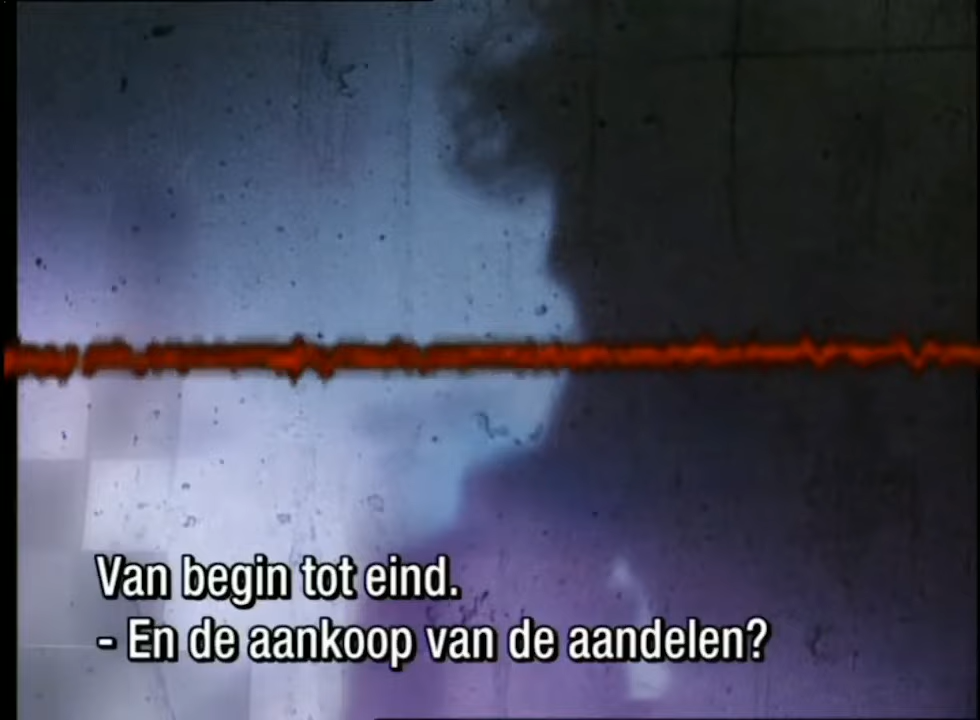 Van begin tot eind.
- En de aankoop van de aandelen?